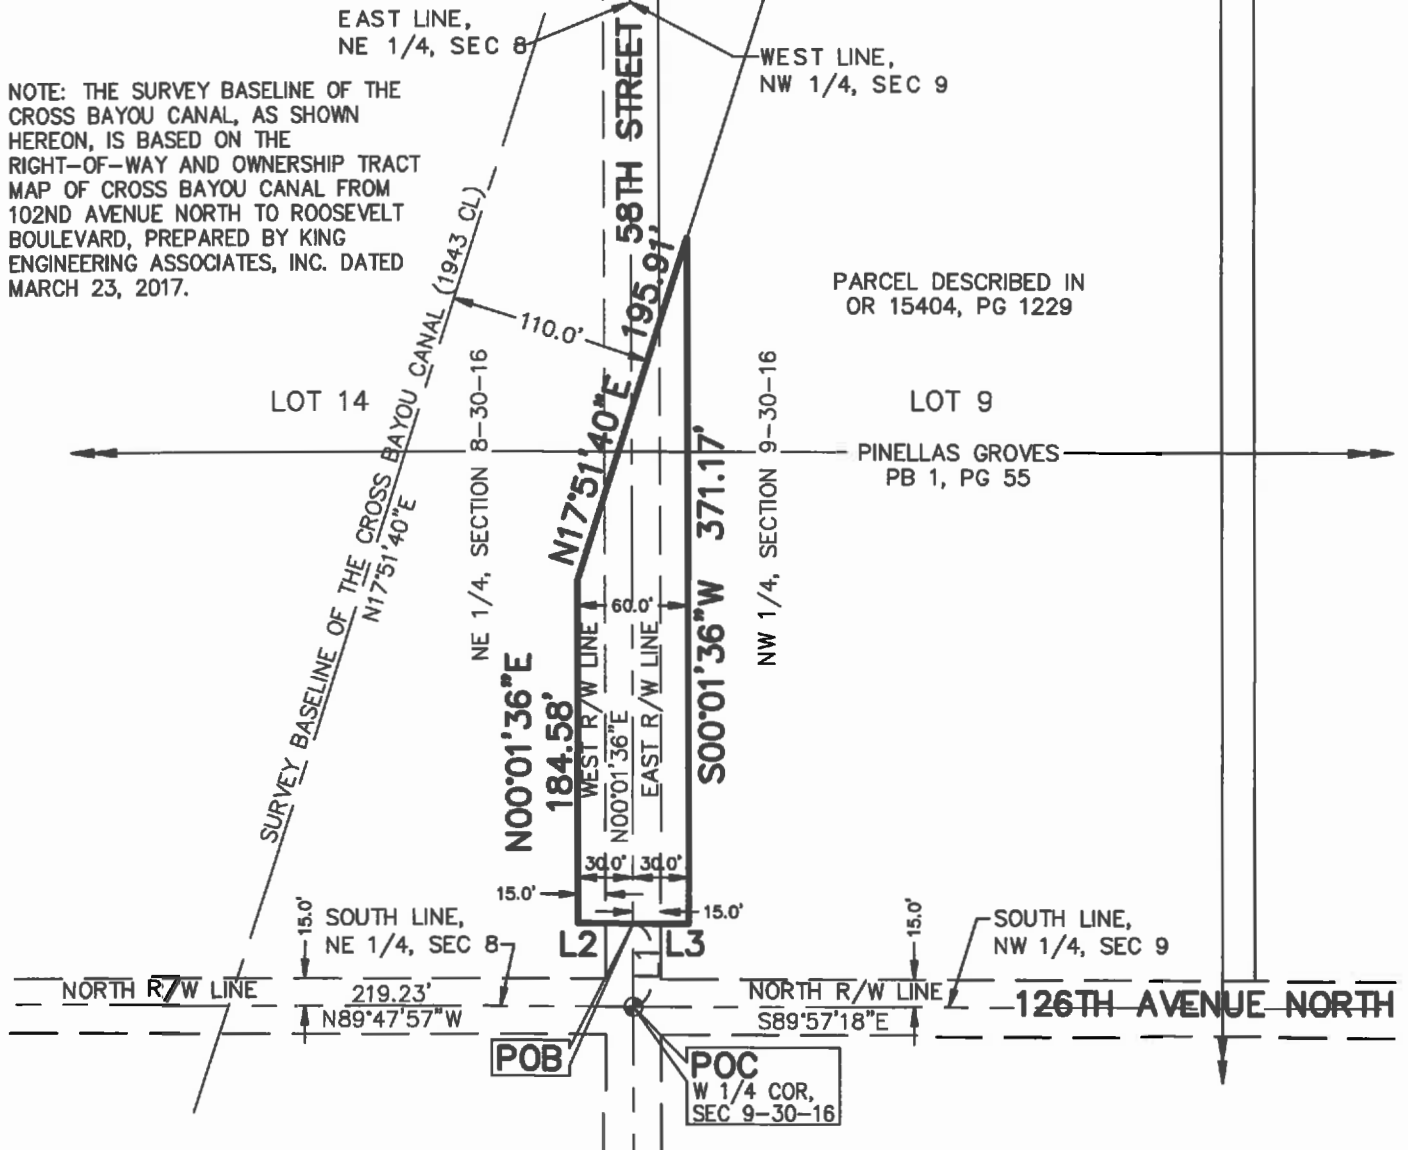 EAST LINE,
NE 1/4, SEC 8
WEST LINE,
NW 1/4, SEC 9
58TH STREET
NOTE: THE SURVEY BASELINE OF THE
CROSS BAYOU CANAL, AS SHOWN
HEREON, IS BASED ON THE
RIGHT-OF-WAY AND OWNERSHIP TRACT
MAP OF CROSS BAYOU CANAL FROM
102ND AVENUE NORTH TO ROOSEVELT
BOULEVARD, PREPARED BY KING
ENGINEERING ASSOCIATES, INC. DATED
MARCH 23, 2017.
SURVEY BASELINE OF THE CROSS BAYOU CANAL (1943 CL)
N17°51'40"E
110.0'
N17°51'40"E 195.91'
PARCEL DESCRIBED IN
OR 15404, PG 1229
LOT 14
LOT 9
NE 1/4, SECTION 8-30-16
NW 1/4, SECTION 9-30-16
PINELLAS GROVES
PB 1, PG 55
S00°01'36"W 371.17'
60.0'
N00°01'36"E
184.58'
WEST R/W LINE
N00°01'36"E
EAST R/W LINE
30.0' 30.0'
15.0'
15.0'
L2
L1
L3
15.0'
SOUTH LINE,
NE 1/4, SEC 8
15.0'
SOUTH LINE,
NW 1/4, SEC 9
NORTH R/W LINE
219.23'
N89°47'57"W
NORTH R/W LINE
S89°57'18"E
126TH AVENUE NORTH
POB
POC
W 1/4 COR,
SEC 9-30-16